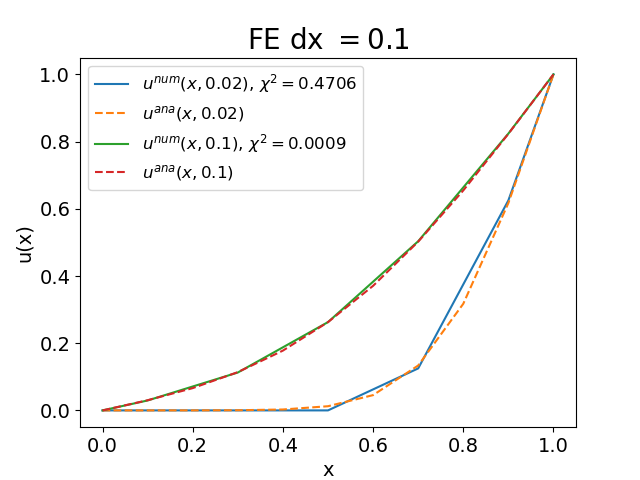 FE dx = 0.1
u^{num}(x, 0.02), χ² = 0.4706
u^{ana}(x, 0.02)
u^{num}(x, 0.1), χ² = 0.0009
u^{ana}(x, 0.1)
1.0
0.8
0.6
0.4
0.2
0.0
u(x)
0.0 0.2 0.4 0.6 0.8 1.0
x